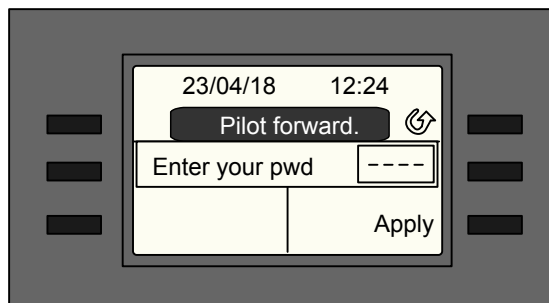 23/04/18 12:24
Pilot forward.
Enter your pwd ----
Apply